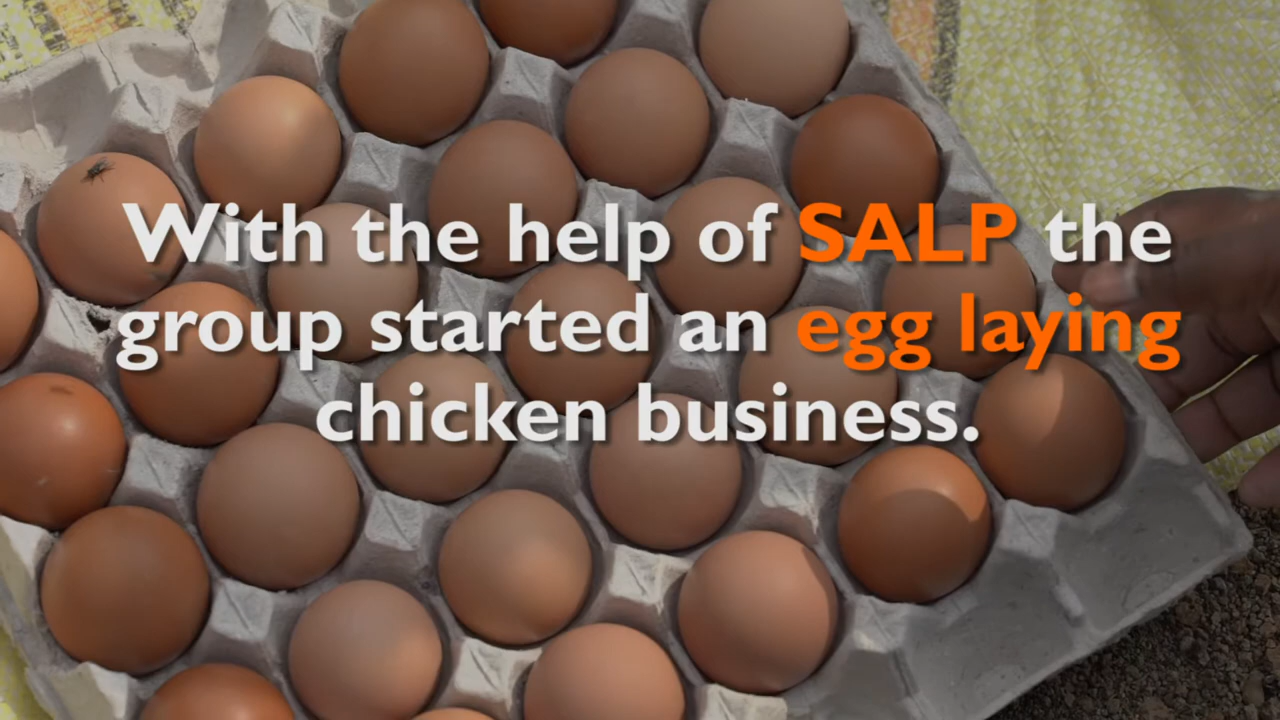 With the help of SALP the
group started an egg laying
chicken business.